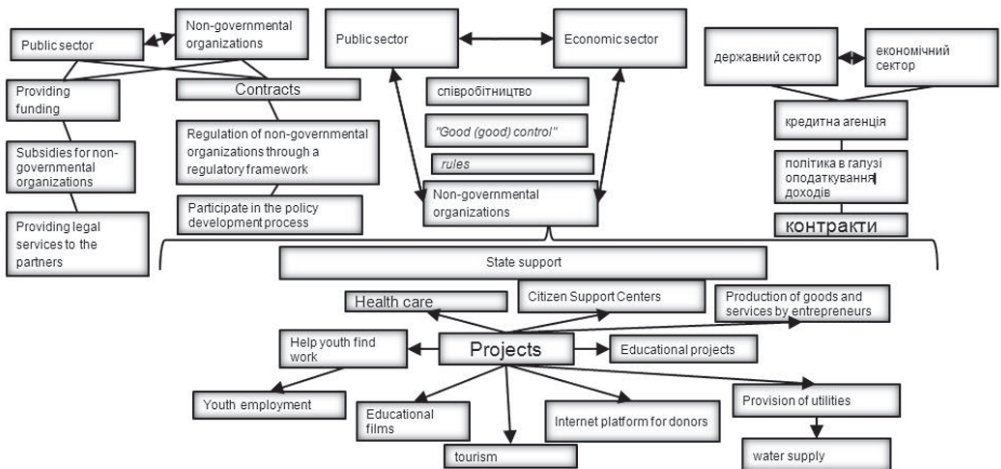 Public sector
Non-governmental
organizations
Providing
funding
Contracts
Subsidies for non-
governmental
organizations
Regulation of non-governmental
organizations through a
regulatory framework
Providing legal
services to the
partners
Participate in the policy
development process
Public sector
Economic sector
співробітництво
"Good (good) control"
rules
Non-governmental
organizations
державний сектор
економічний
сектор
кредитна агенція
політика в галузі
оподаткування
доходів
контракти
State support
Health care
Citizen Support Centers
Production of goods and
services by entrepreneurs
Help youth find
work
Projects
Educational projects
Youth employment
Educational
films
tourism
Internet platform for donors
Provision of utilities
water supply